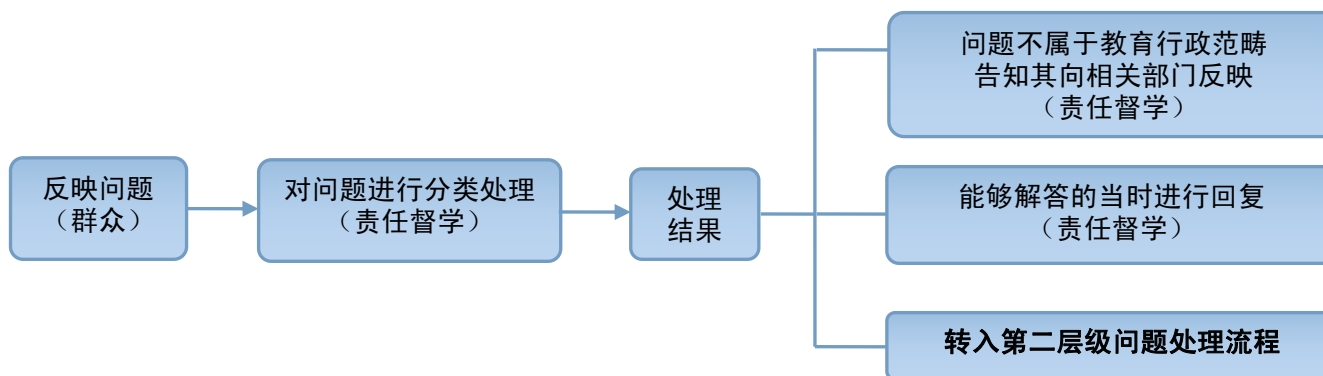 反映问题
（群众）
对问题进行分类处理
（责任督学）
处理
结果
问题不属于教育行政范畴
告知其向相关部门反映
（责任督学）
能够解答的当时进行回复
（责任督学）
转入第二层级问题处理流程